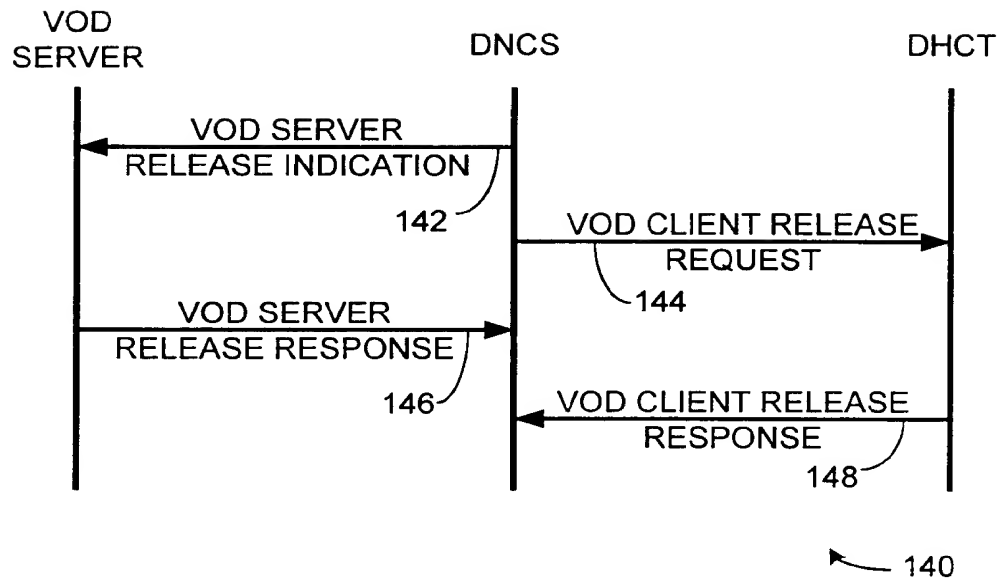 VOD
SERVER
DNCS
DHCT
VOD SERVER
RELEASE INDICATION
142
VOD CLIENT RELEASE
REQUEST
144
VOD SERVER
RELEASE RESPONSE
146
VOD CLIENT RELEASE
RESPONSE
148
140